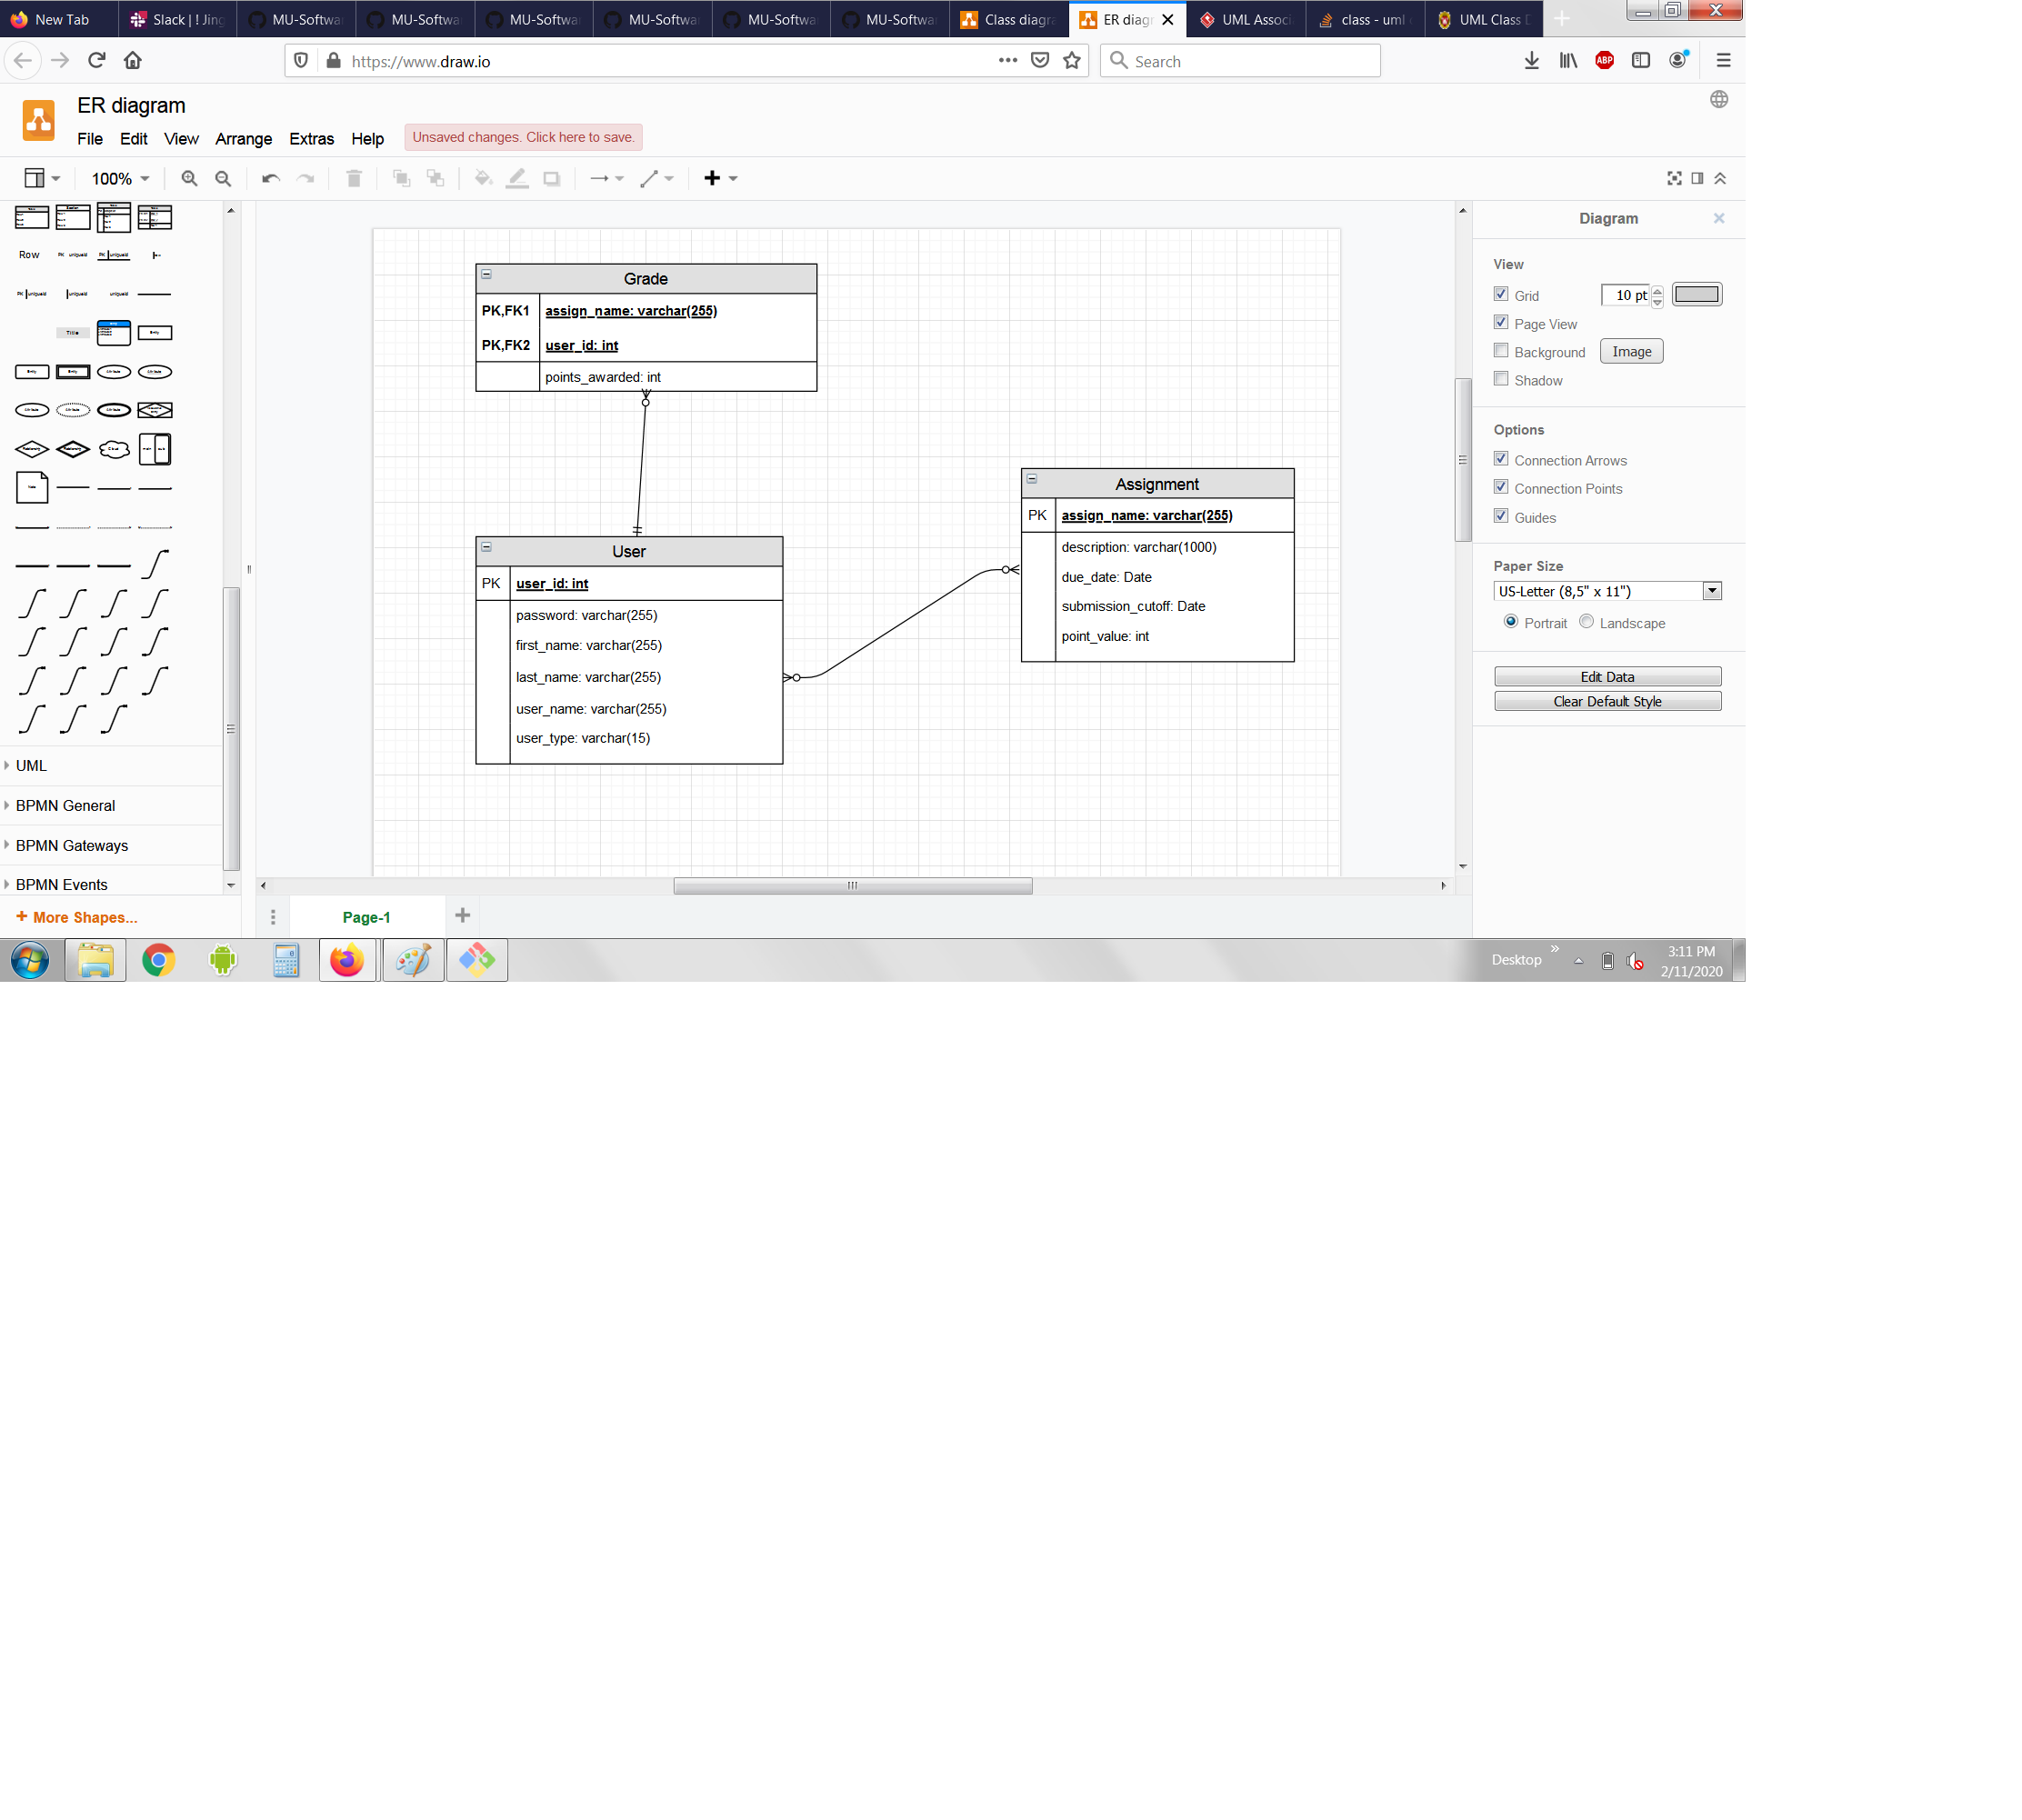 New Tab
Slack | ! Jing
MU-Softwa
MU-Softwa
MU-Softwa
MU-Softwa
MU-Softwa
MU-Softwa
Class diagra
ER diagr
UML Associ
class - uml
UML Class D
https://www.draw.io
Search
ABP
ER diagram
File Edit View Arrange Extras Help
Unsaved changes. Click here to save.
100%
Row
Title
UML
BPMN General
BPMN Gateways
BPMN Events
+ More Shapes...
Grade
PK,FK1 assign_name: varchar(255)
PK,FK2 user_id: int
points_awarded: int
User
PK user_id: int
password: varchar(255)
first_name: varchar(255)
last_name: varchar(255)
user_name: varchar(255)
user_type: varchar(15)
Assignment
PK assign_name: varchar(255)
description: varchar(1000)
due_date: Date
submission_cutoff: Date
point_value: int
Page-1
Diagram
View
Grid 10 pt
Page View
Background Image
Shadow
Options
Connection Arrows
Connection Points
Guides
Paper Size
US-Letter (8,5" x 11")
Portrait Landscape
Edit Data
Clear Default Style
Desktop
3:11 PM
2/11/2020